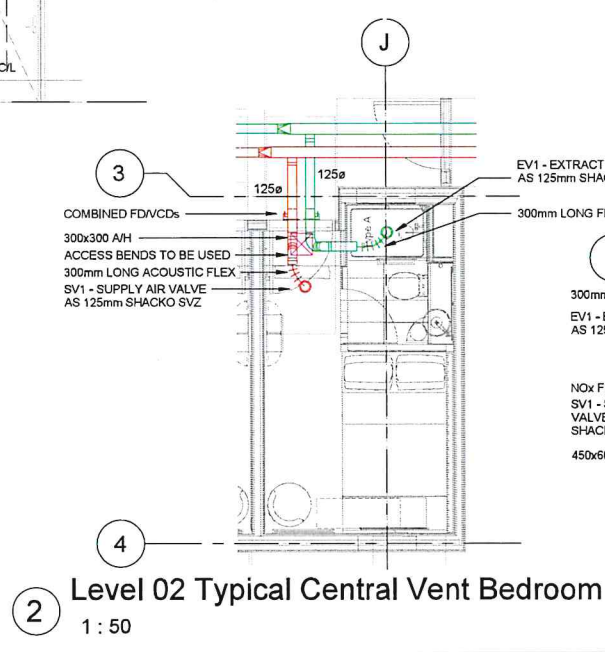 C/L
J
3
125ø
125ø
EV1 - EXTRACT
AS 125mm SHAC
COMBINED FD/VCDs
300mm LONG FL
300x300 A/H
ACCESS BENDS TO BE USED
300mm LONG ACOUSTIC FLEX
SV1 - SUPPLY AIR VALVE
AS 125mm SHACKO SVZ
Type A
300mm
EV1 - E
AS 125
NOx F
SV1 - S
VALVE
SHACK
450x60
4
2
Level 02 Typical Central Vent Bedroom
1 : 50